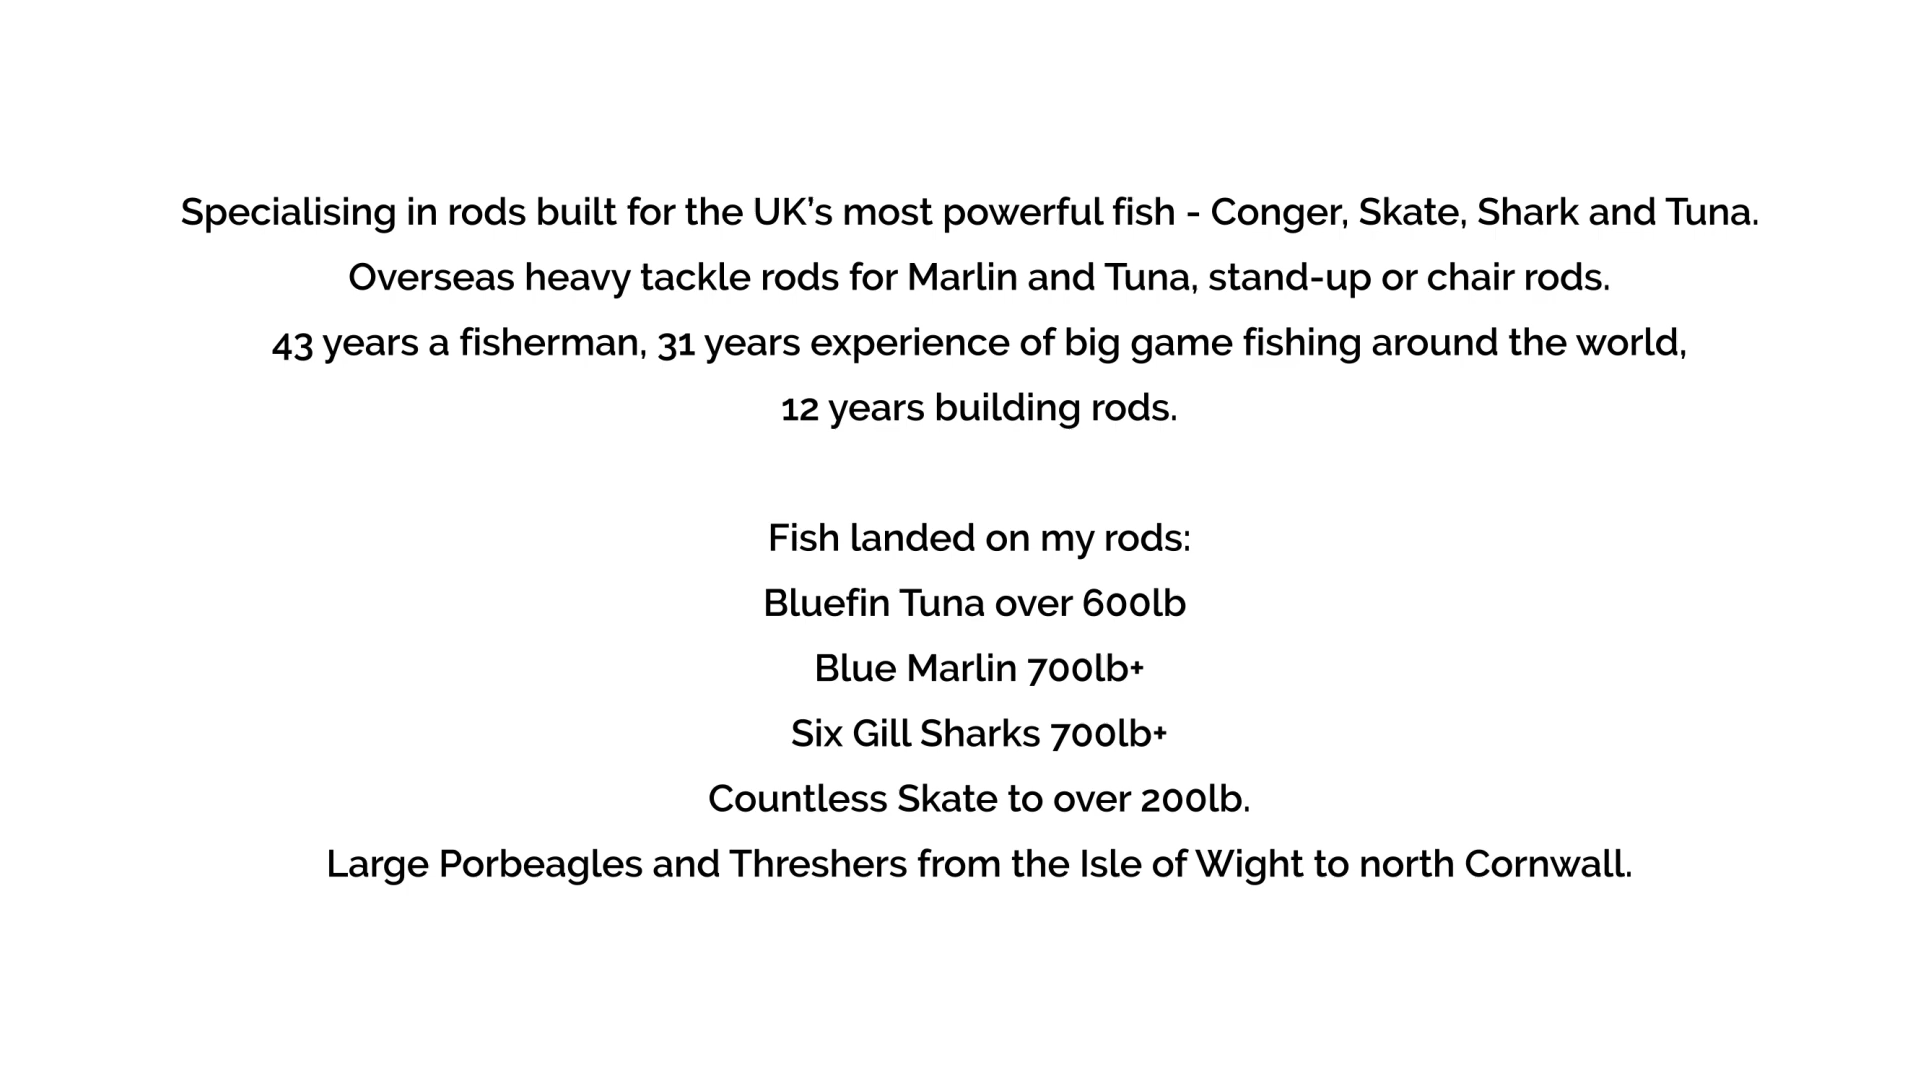 Specialising in rods built for the UK’s most powerful fish - Conger, Skate, Shark and Tuna.
Overseas heavy tackle rods for Marlin and Tuna, stand-up or chair rods.
43 years a fisherman, 31 years experience of big game fishing around the world,
12 years building rods.
Fish landed on my rods:
Bluefin Tuna over 600lb
Blue Marlin 700lb+
Six Gill Sharks 700lb+
Countless Skate to over 200lb.
Large Porbeagles and Threshers from the Isle of Wight to north Cornwall.